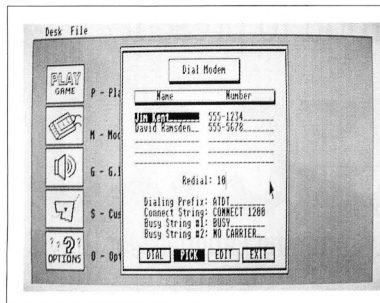 Desk File
Dial Modem
Name Number
Jim Kent 555-1234
David Ramsden 555-5678
Redial: 10
Dialing Prefix: ATDT
Connect String: CONNECT 1200
Busy String #1: BUSY
Busy String #2: NO CARRIER
DIAL PICK EDIT EXIT
PLAY
GAME
P - Pla
M - Mod
G - G.I
S - Cus
? ? ?
OPTIONS
O - Opt